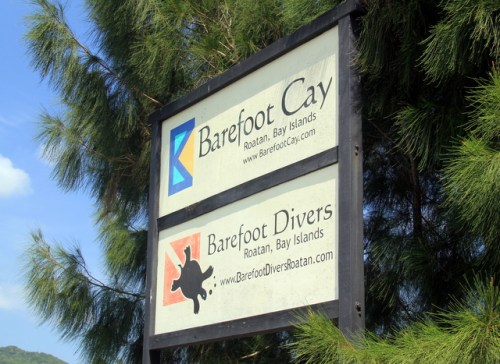 Barefoot Cay
Roatan, Bay Islands
www.BarefootCay.com
Barefoot Divers
Roatan, Bay Islands
www.BarefootDiversRoatan.com